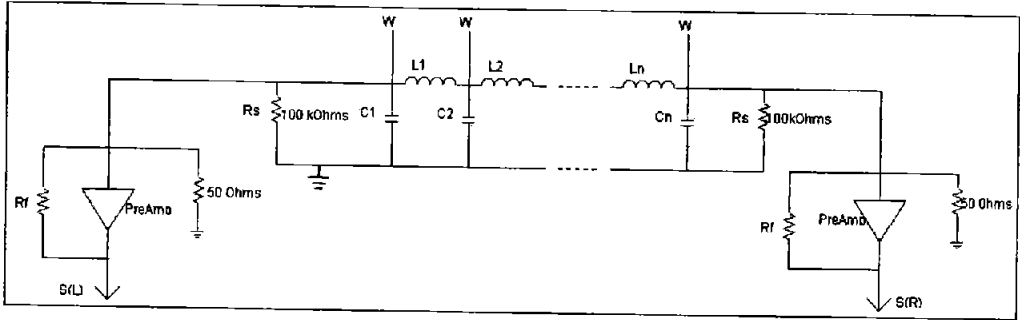 W W W
L1 L2 Ln
Rs 100 kOhms C1 C2 Cn Rs 100kOhms
Rf PreAmp 50 Ohms
Rf PreAmp 50 Ohms
S(L) S(R)